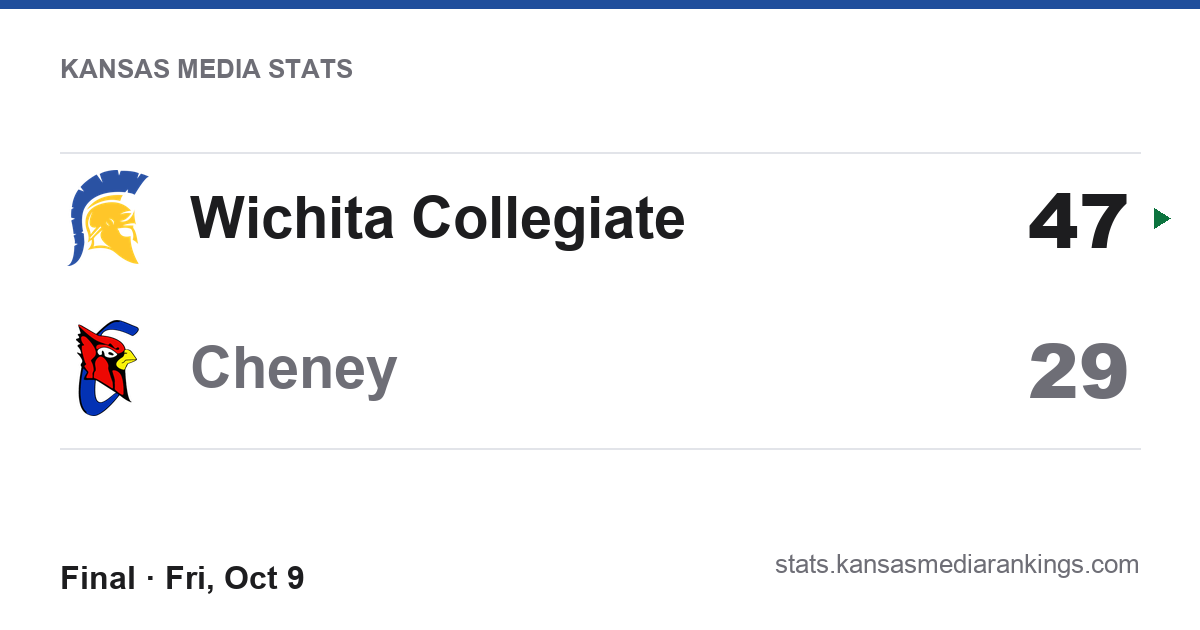 KANSAS MEDIA STATS
Wichita Collegiate 47
Cheney 29
Final · Fri, Oct 9
stats.kansasmediarankings.com